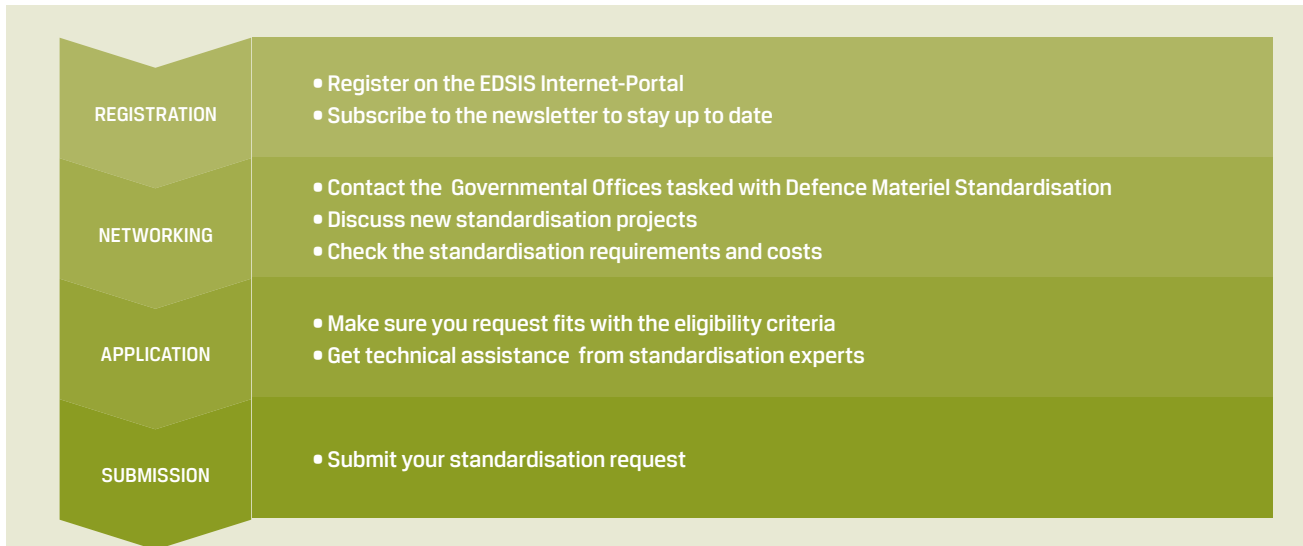 REGISTRATION
• Register on the EDSIS Internet-Portal
• Subscribe to the newsletter to stay up to date
NETWORKING
• Contact the  Governmental Offices tasked with Defence Materiel Standardisation
• Discuss new standardisation projects
• Check the standardisation requirements and costs
APPLICATION
• Make sure you request fits with the eligibility criteria
• Get technical assistance  from standardisation experts
SUBMISSION
• Submit your standardisation request